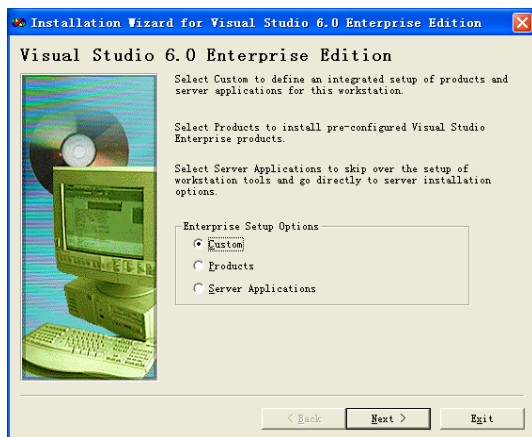 Installation Wizard for Visual Studio 6.0 Enterprise Edition
Visual Studio 6.0 Enterprise Edition
Select Custom to define an integrated setup of products and
server applications for this workstation.
Select Products to install pre-configured Visual Studio
Enterprise products.
Select Server Applications to skip over the setup of
workstation tools and go directly to server installation
options.
Enterprise Setup Options
Custom
Products
Server Applications
< Back
Next >
Exit